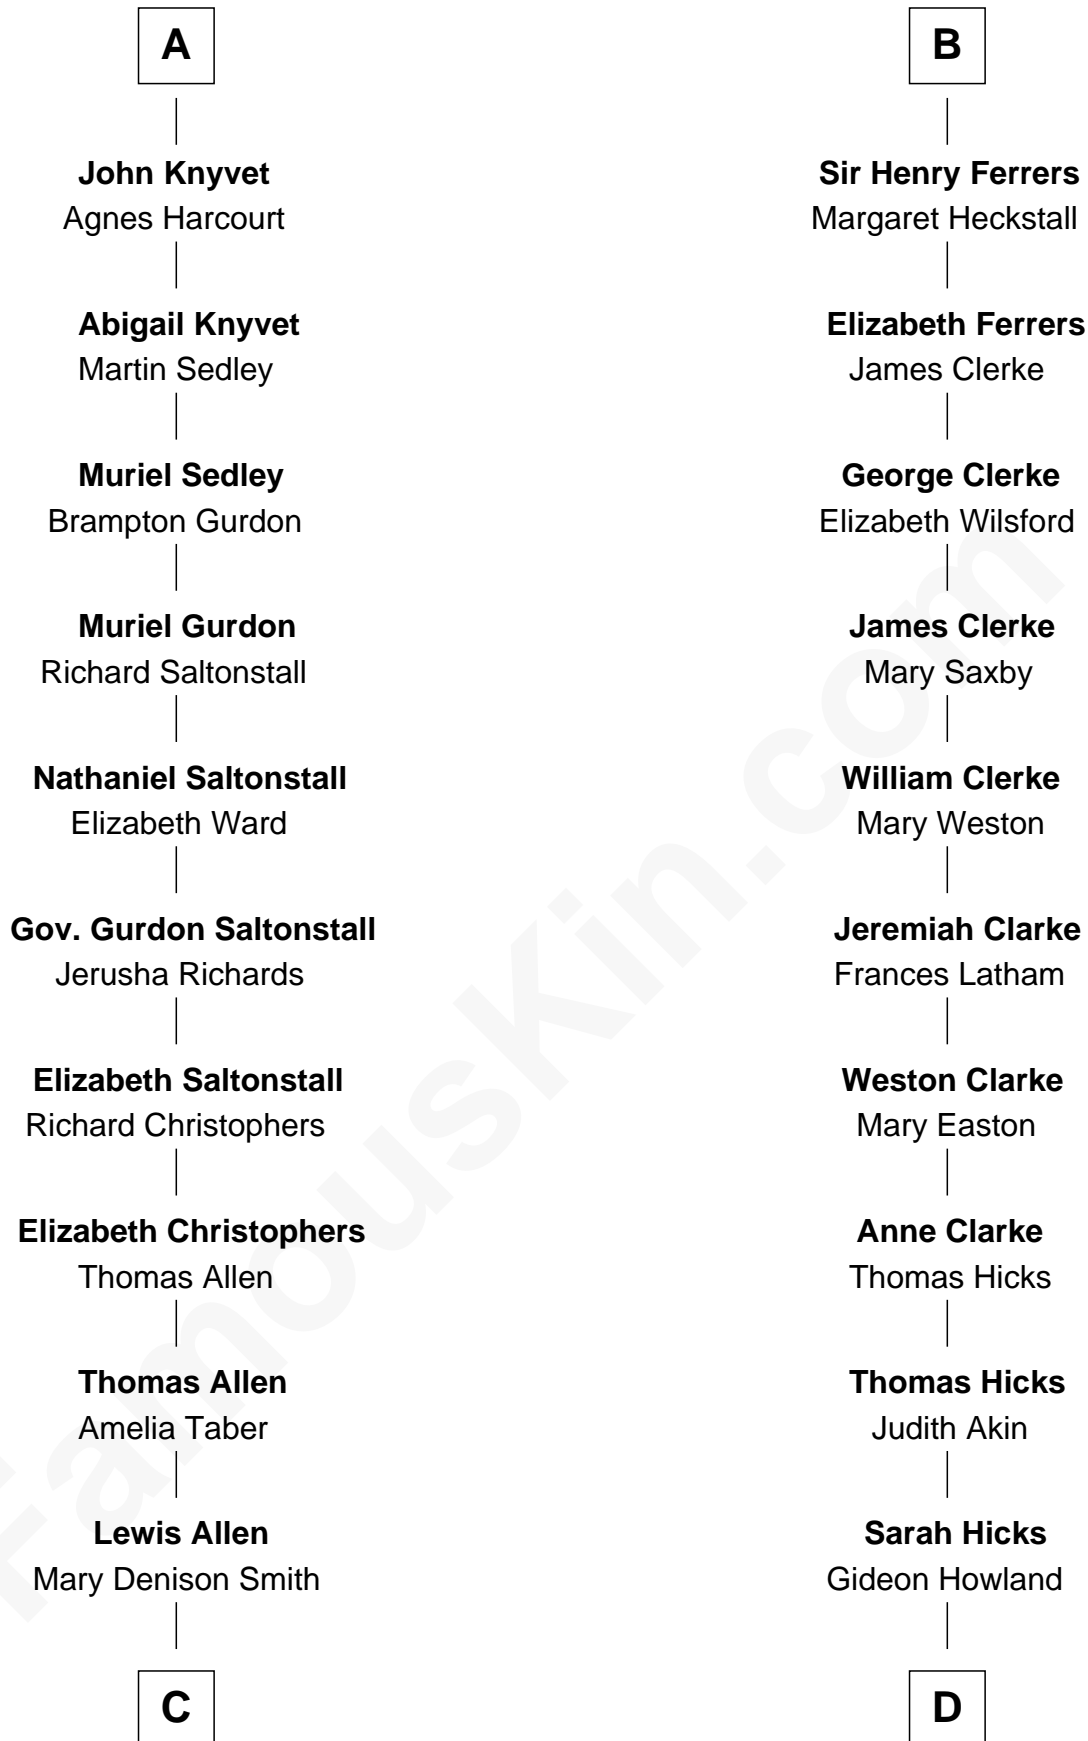 A
John Knyvet
Agnes Harcourt
Abigail Knyvet
Martin Sedley
Muriel Sedley
Brampton Gurdon
Muriel Gurdon
Richard Saltonstall
Nathaniel Saltonstall
Elizabeth Ward
Gov. Gurdon Saltonstall
Jerusha Richards
Elizabeth Saltonstall
Richard Christophers
Elizabeth Christophers
Thomas Allen
Thomas Allen
Amelia Taber
Lewis Allen
Mary Denison Smith
C
B
Sir Henry Ferrers
Margaret Heckstall
Elizabeth Ferrers
James Clerke
George Clerke
Elizabeth Wilsford
James Clerke
Mary Saxby
William Clerke
Mary Weston
Jeremiah Clarke
Frances Latham
Weston Clarke
Mary Easton
Anne Clarke
Thomas Hicks
Thomas Hicks
Judith Akin
Sarah Hicks
Gideon Howland
D
FamousKin.com